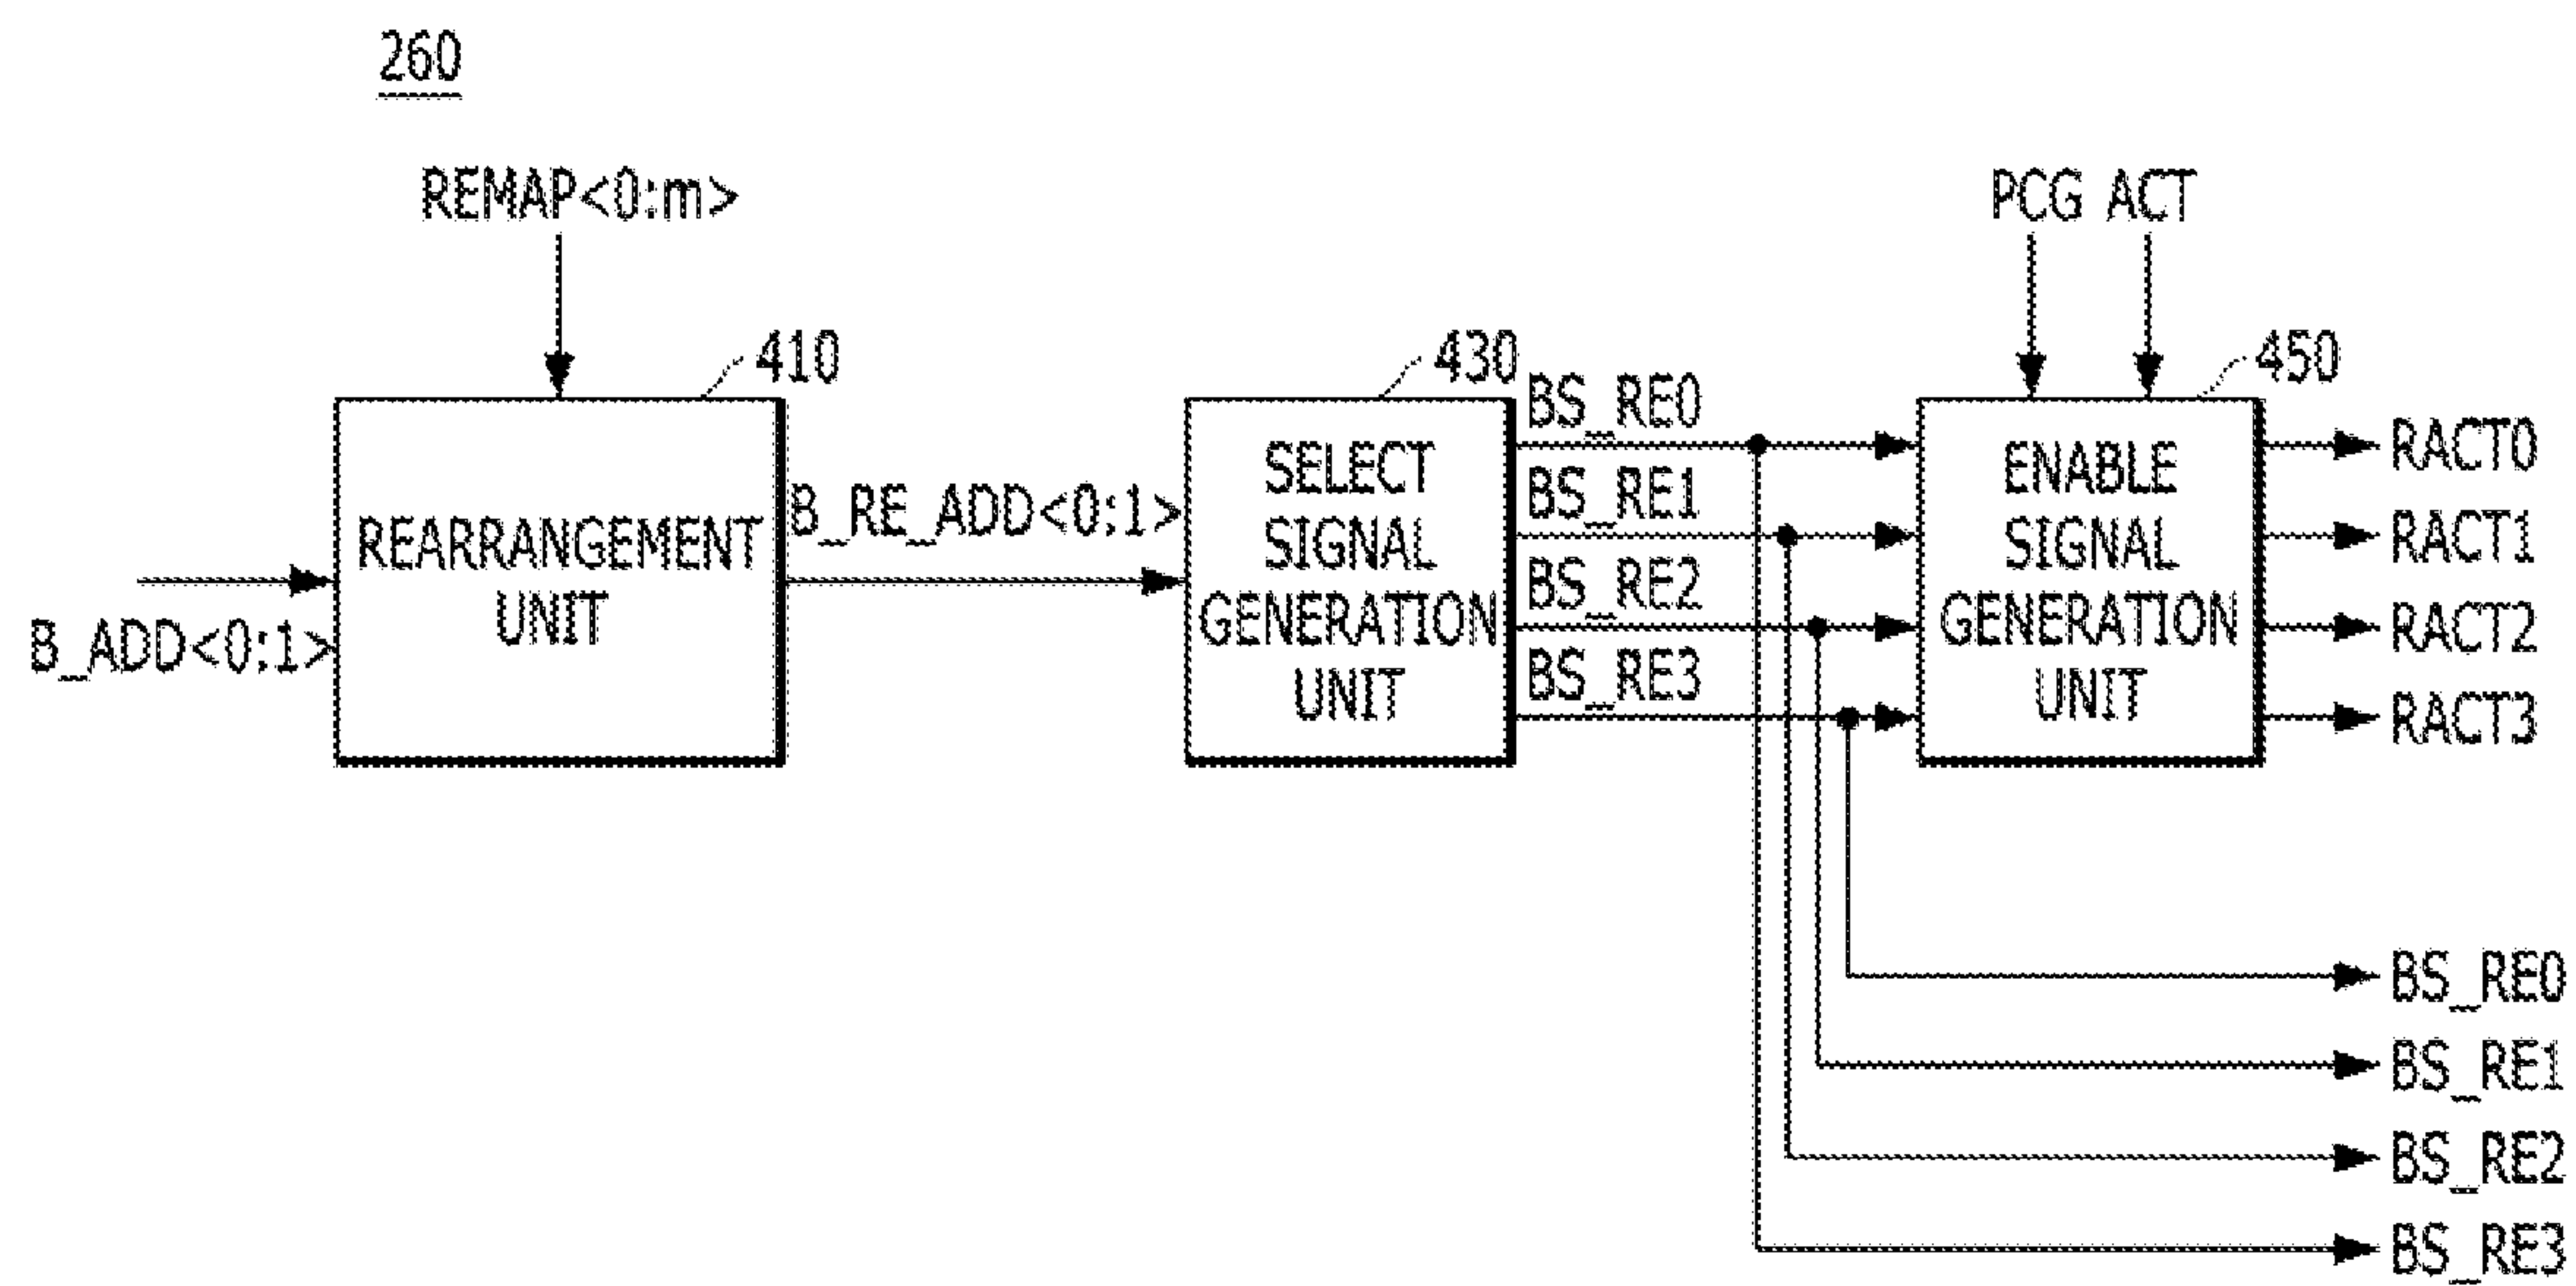 260
REMAP<0:m>
PCG ACT
410
430
450
BS_RE0
BS_RE1
BS_RE2
BS_RE3
B_ADD<0:1>
REARRANGEMENT
UNIT
B_RE_ADD<0:1>
SELECT
SIGNAL
GENERATION
UNIT
ENABLE
SIGNAL
GENERATION
UNIT
RACT0
RACT1
RACT2
RACT3
BS_RE0
BS_RE1
BS_RE2
BS_RE3